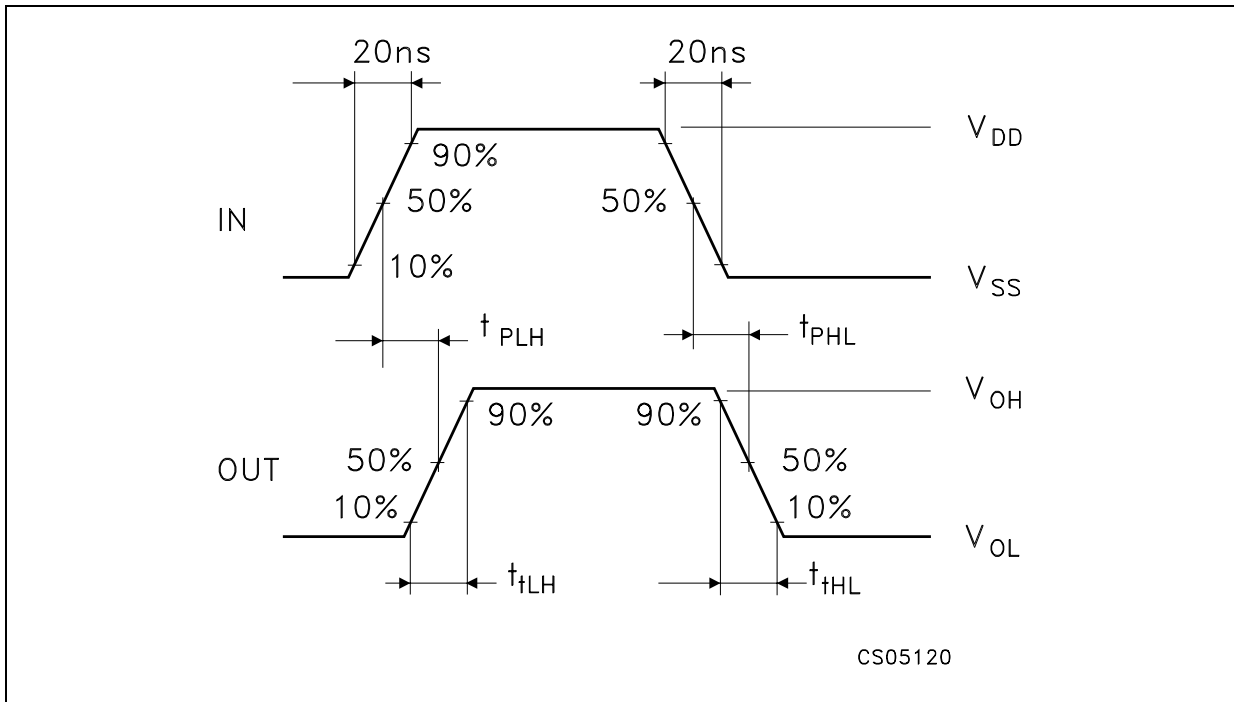 20ns 20ns
V_DD
90%
IN 50% 50%
10%
V_SS
t_PLH t_PHL
V_OH
90% 90%
OUT 50% 50%
10% 10%
V_OL
t_tLH t_tHL
CS05120